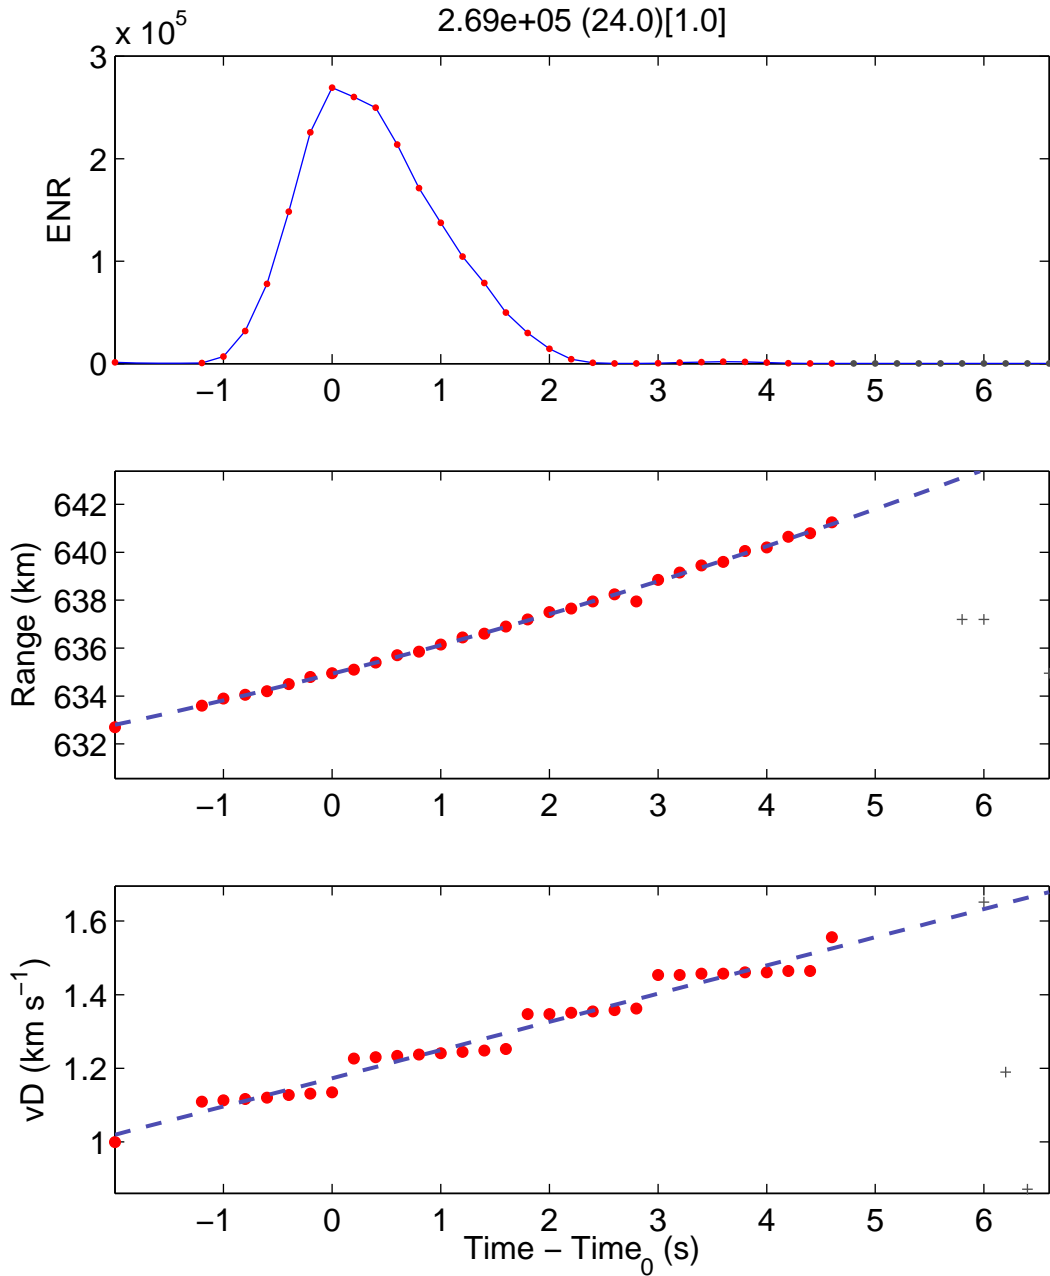 x 10^5
2.69e+05 (24.0)[1.0]
3
2
1
0
ENR
−1 0 1 2 3 4 5 6
642
640
638
636
634
632
Range (km)
−1 0 1 2 3 4 5 6
1.6
1.4
1.2
1
vD (km s^−1)
−1 0 1 2 3 4 5 6
Time − Time_0 (s)